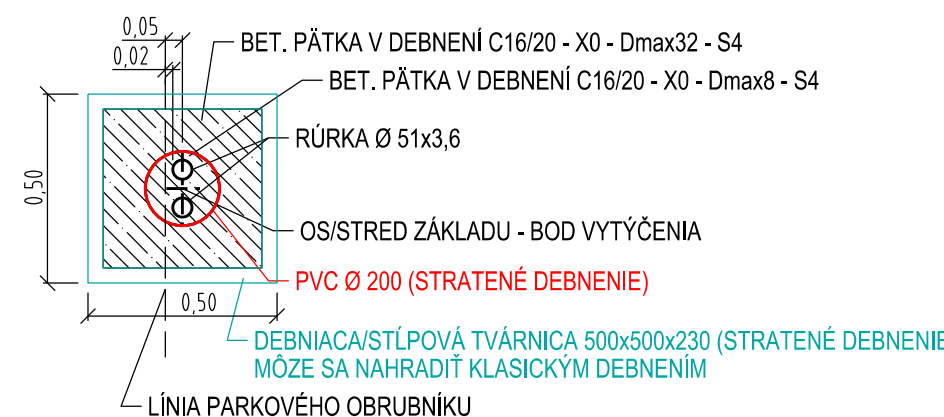 0,05
BET. PÄTKA V DEBNENÍ C16/20 - X0 - Dmax32 - S4
0,02
BET. PÄTKA V DEBNENÍ C16/20 - X0 - Dmax8 - S4
RÚRKA Ø 51x3,6
0,50
OS/STRED ZÁKLADU - BOD VYTÝČENIA
PVC Ø 200 (STRATENÉ DEBNENIE)
0,50
DEBNIACA/STĹPOVÁ TVÁRNICA 500x500x230 (STRATENÉ DEBNENIE
MÔŽE SA NAHRADIŤ KLASICKÝM DEBNENÍM
LÍNIA PARKOVÉHO OBRUBNÍKU